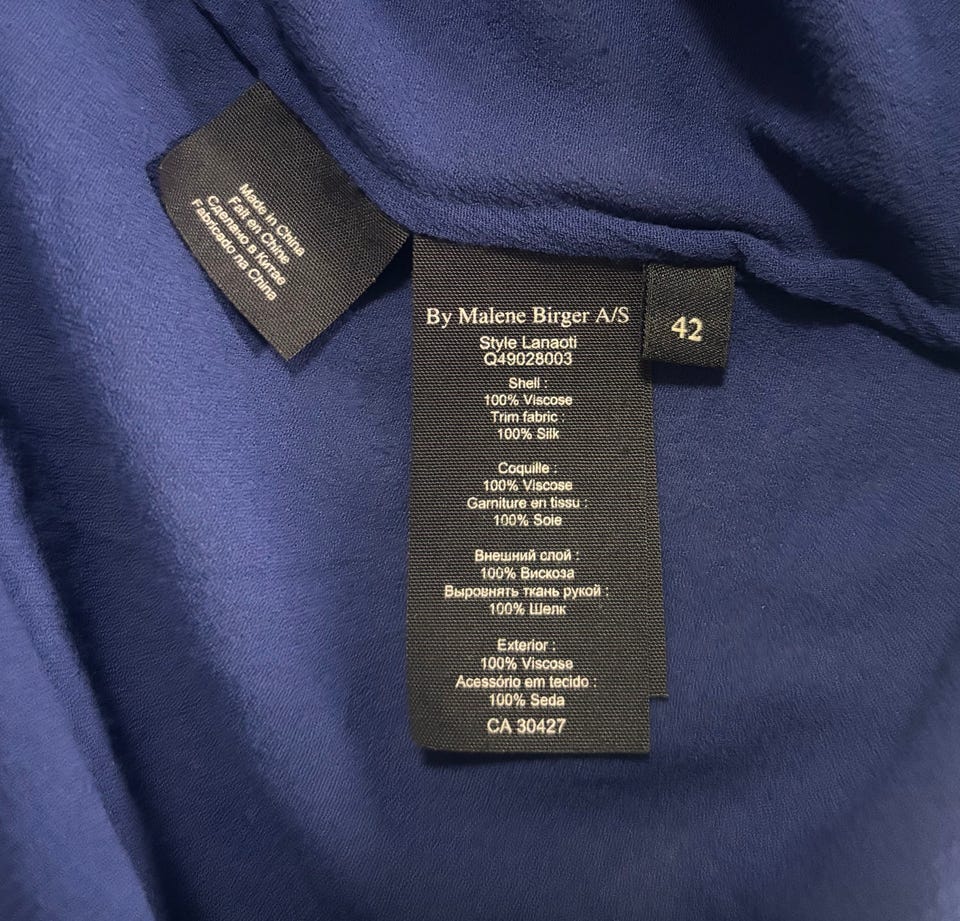 Made in China
Fait en Chine
Сделано в Китае
Fabricado na China
By Malene Birger A/S
Style Lanaoti
Q49028003
Shell :
100% Viscose
Trim fabric :
100% Silk
Coquille :
100% Viscose
Garniture en tissu :
100% Soie
Внешний слой :
100% Вискоза
Выровнять ткань рукой :
100% Шелк
Exterior :
100% Viscose
Acessório em tecido :
100% Seda
CA 30427
42